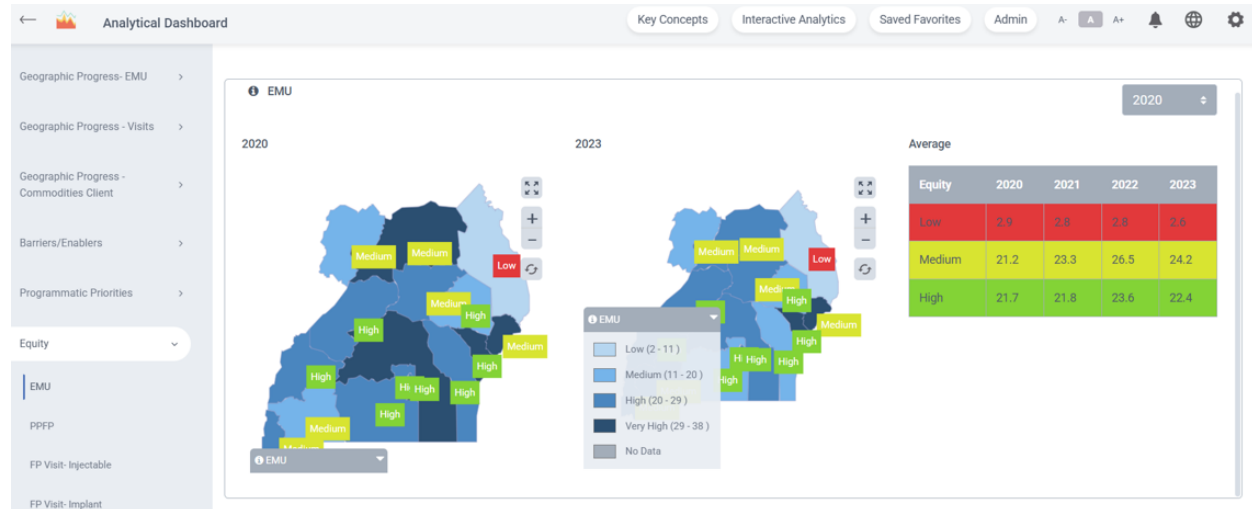 Analytical Dashboard
Key Concepts
Interactive Analytics
Saved Favorites
Admin
A-
A
A+
Geographic Progress- EMU
Geographic Progress - Visits
Geographic Progress -
Commodities Client
Barriers/Enablers
Programmatic Priorities
Equity
EMU
PPFP
FP Visit- Injectable
FP Visit- Implant
EMU
2020
2020
Medium
Medium
Low
Medium
High
High
Medium
High
High
High
High
High
Medium
EMU
2023
Medium
Medium
Low
High
Medium
High
High
High
High
EMU
Low (2 - 11 )
Medium (11 - 20 )
High (20 - 29 )
Very High (29 - 38 )
No Data
Average
Equity 2020 2021 2022 2023
Low 2.9 2.8 2.8 2.6
Medium 21.2 23.3 26.5 24.2
High 21.7 21.8 23.6 22.4